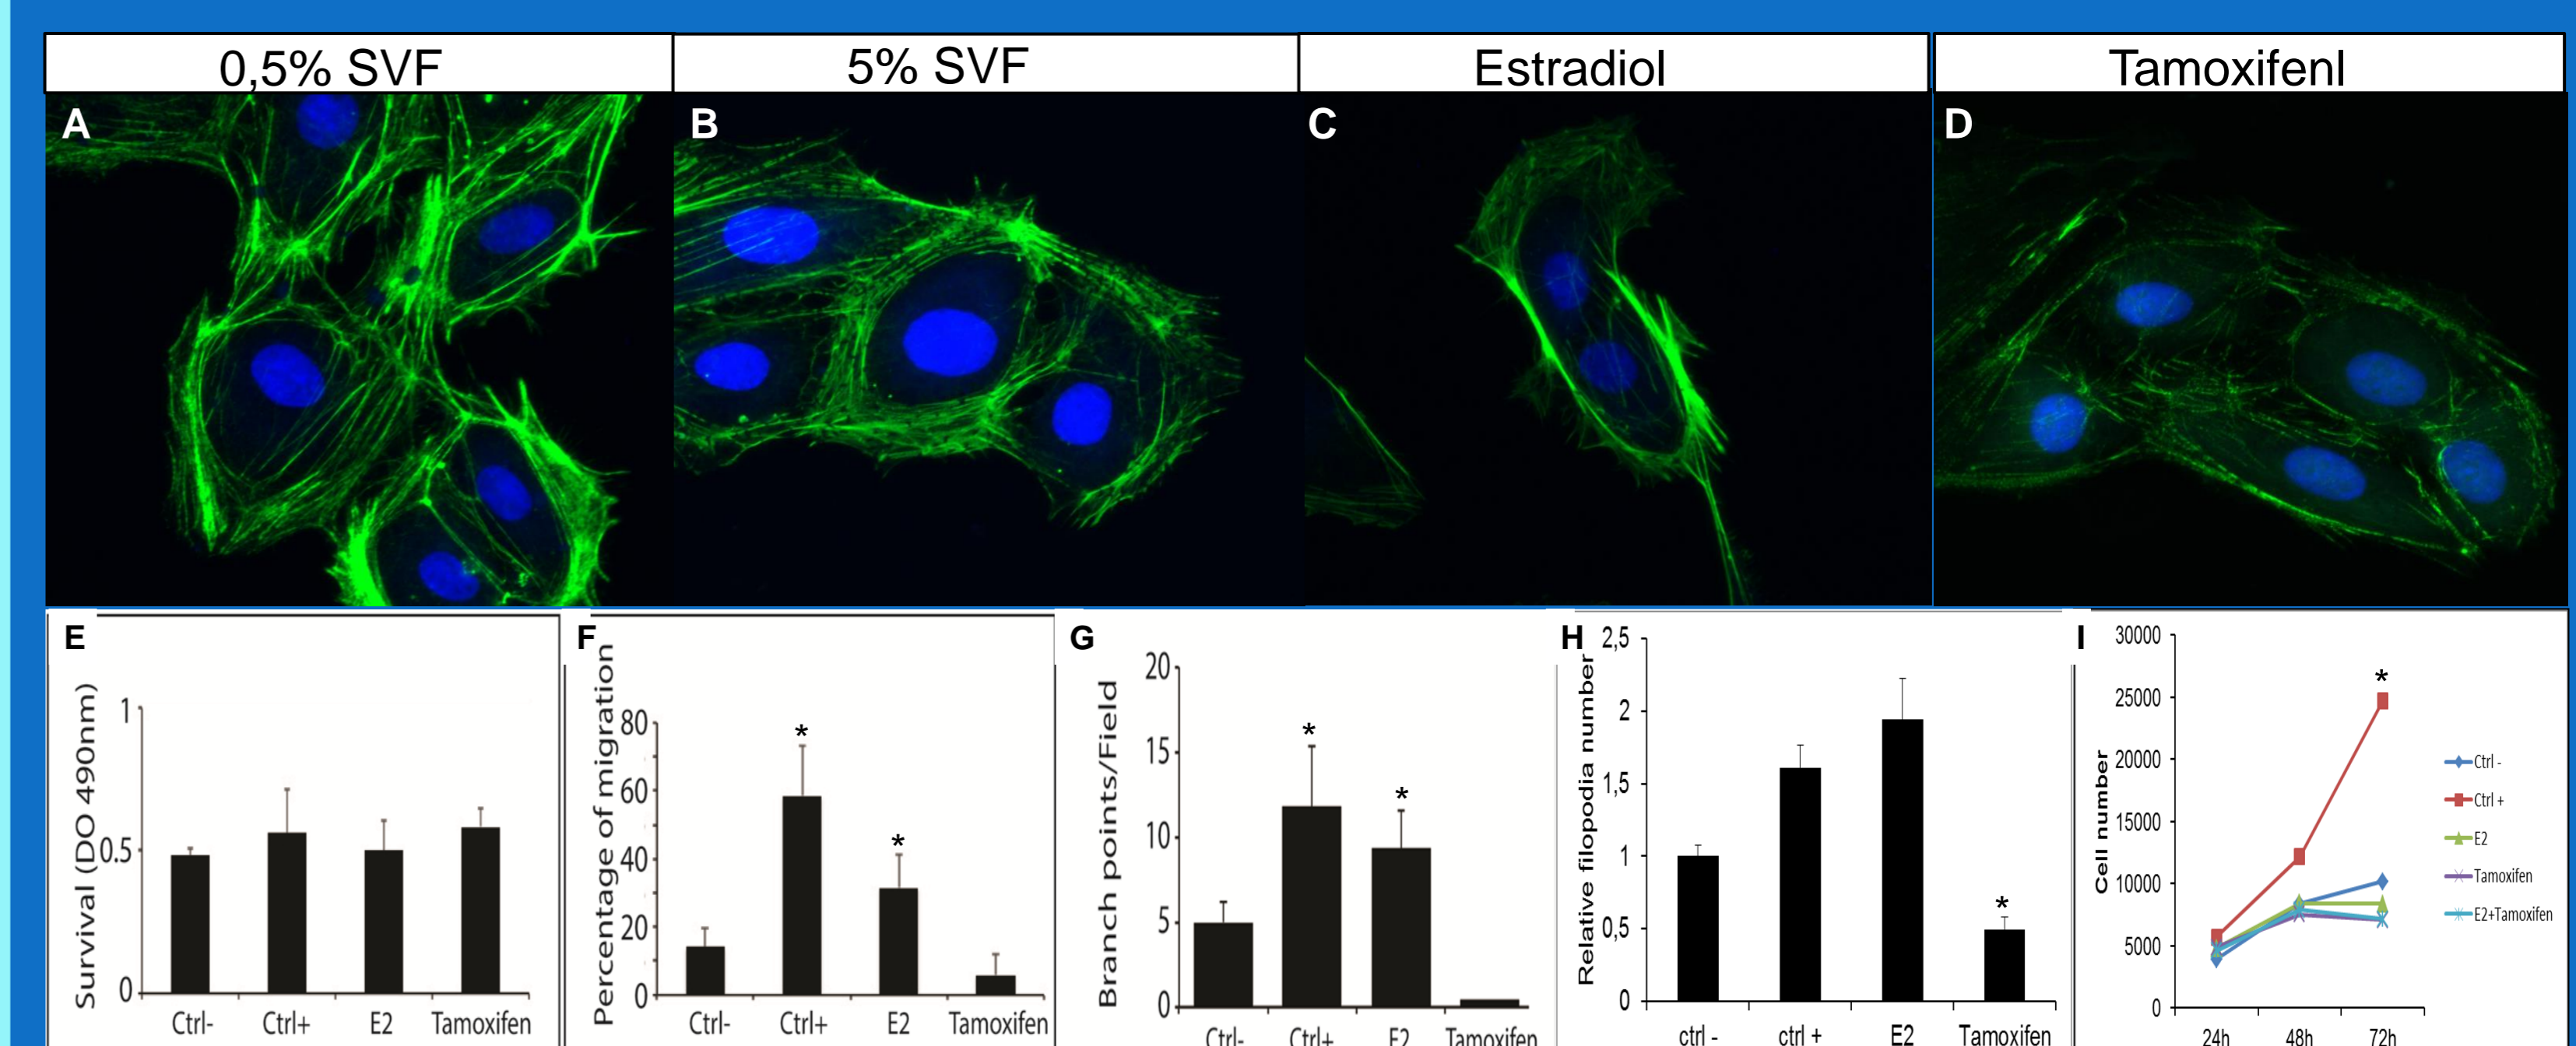 0,5% SVF
5% SVF
Estradiol
Tamoxifenl
A
B
C
D
E
Survival (DO 490nm)
1
0,5
0
Ctrl-
Ctrl+
E2
Tamoxifen
F
Percentage of migration
80
60
40
20
0
*
*
Ctrl-
Ctrl+
E2
Tamoxifen
G
Branch points/Field
20
15
10
5
0
*
*
Ctrl-
Ctrl+
E2
Tamoxifen
H
Relative filopodia number
2,5
2
1,5
1
0,5
0
*
ctrl -
ctrl +
E2
Tamoxifen
I
Cell number
30000
25000
20000
15000
10000
5000
0
*
24h
48h
72h
Ctrl -
Ctrl +
E2
Tamoxifen
E2+Tamoxifen